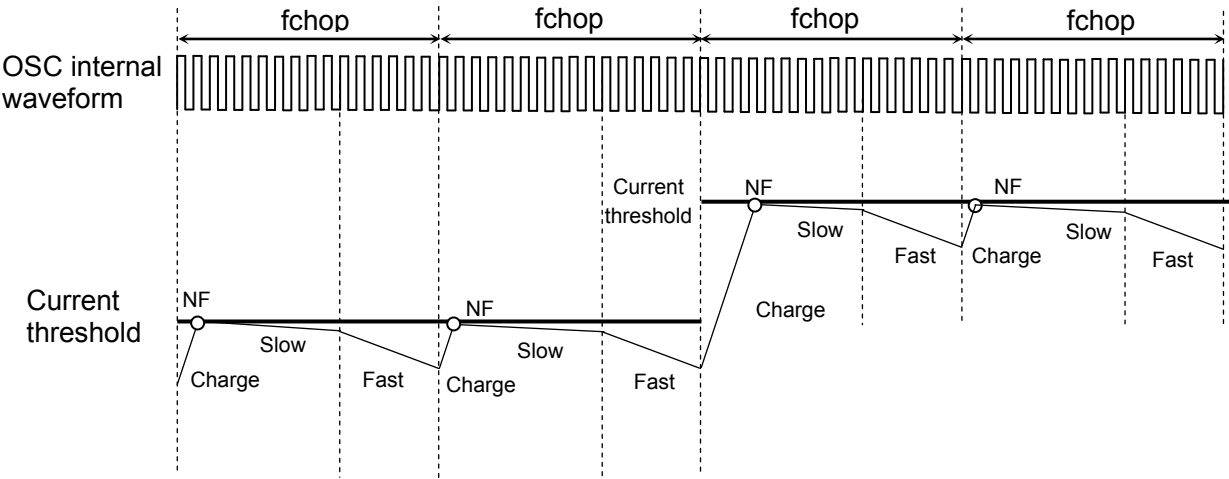 fchop
fchop
fchop
fchop
OSC internal
waveform
Current
threshold
NF
Slow
Fast
Charge
NF
Slow
Fast
Charge
Current
threshold
NF
Charge
Slow
Fast
NF
Charge
Slow
Fast